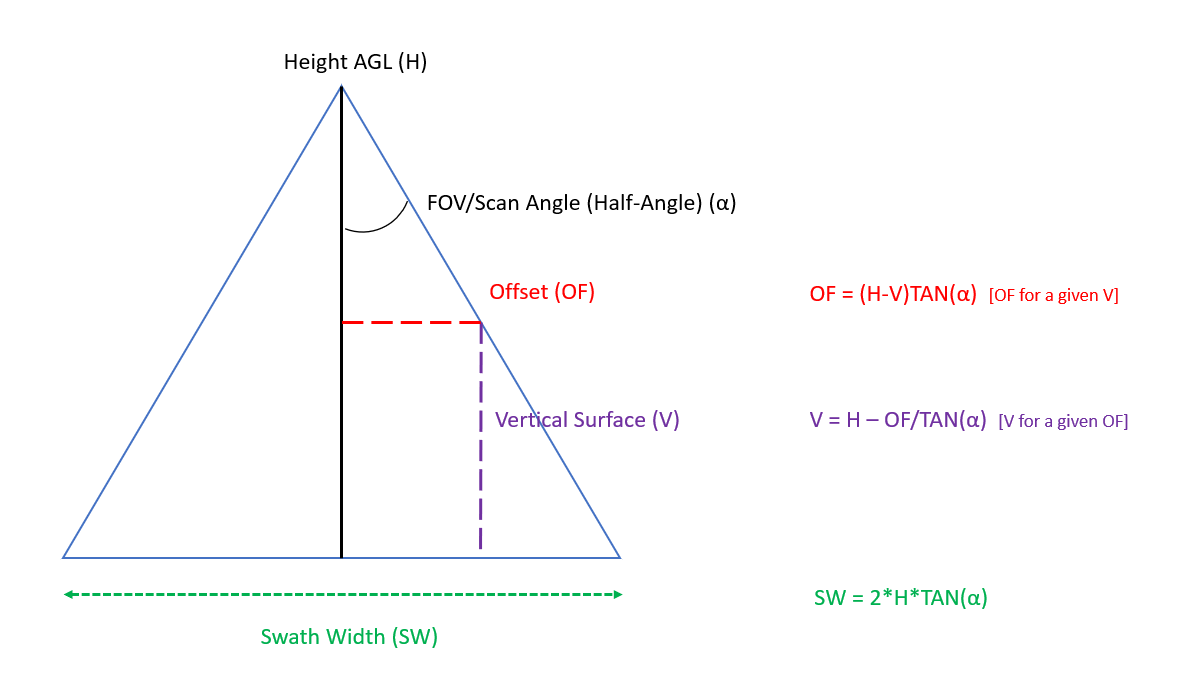 Height AGL (H)
FOV/Scan Angle (Half-Angle) (α)
Offset (OF)
OF = (H-V)TAN(α) [OF for a given V]
Vertical Surface (V)
V = H – OF/TAN(α) [V for a given OF]
SW = 2*H*TAN(α)
Swath Width (SW)